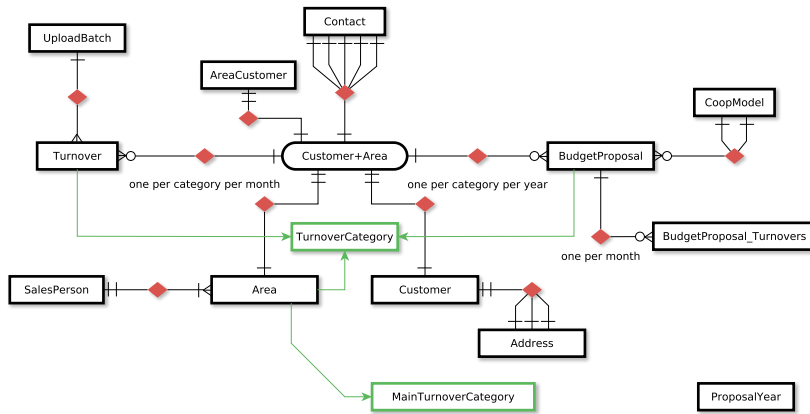 Contact
UploadBatch
AreaCustomer
CoopModel
Turnover
Customer+Area
BudgetProposal
one per category per month
one per category per year
TurnoverCategory
BudgetProposal_Turnovers
one per month
SalesPerson
Area
Customer
Address
MainTurnoverCategory
ProposalYear